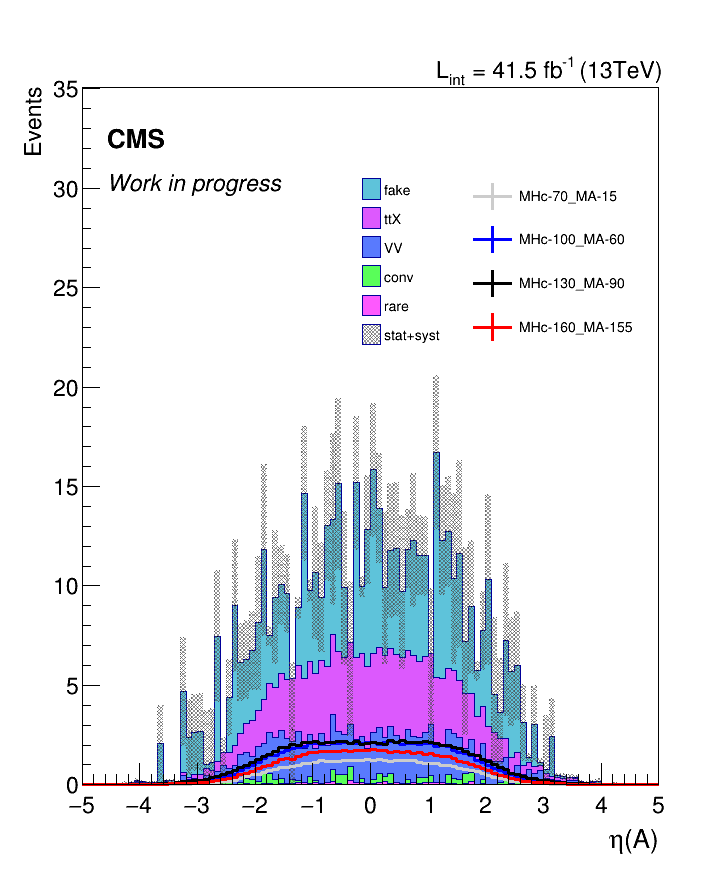 L_int = 41.5 fb^-1 (13TeV)
Events
35
30
25
20
15
10
5
0
CMS
Work in progress
fake
ttX
VV
conv
rare
stat+syst
MHc-70_MA-15
MHc-100_MA-60
MHc-130_MA-90
MHc-160_MA-155
−5 −4 −3 −2 −1 0 1 2 3 4 5
η(A)